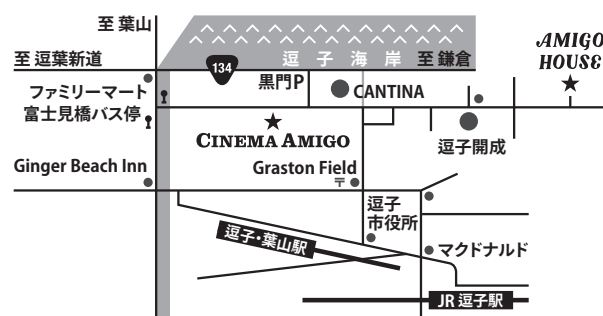 至 葉山
至 逗葉新道
134
逗子海岸
至 鎌倉
AMIGO
HOUSE
ファミリーマート
富士見橋バス停
黒門P
CANTINA
CINEMA AMIGO
逗子開成
Ginger Beach Inn
Graston Field
〒
逗子
市役所
逗子・葉山駅
マクドナルド
JR 逗子駅